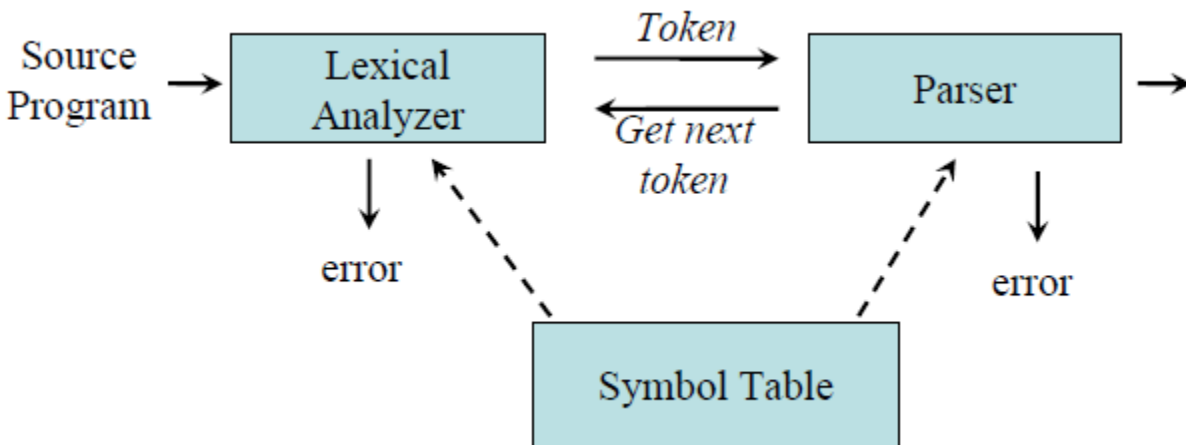 Source
Program
Lexical
Analyzer
Token
Get next
token
Parser
error
error
Symbol Table